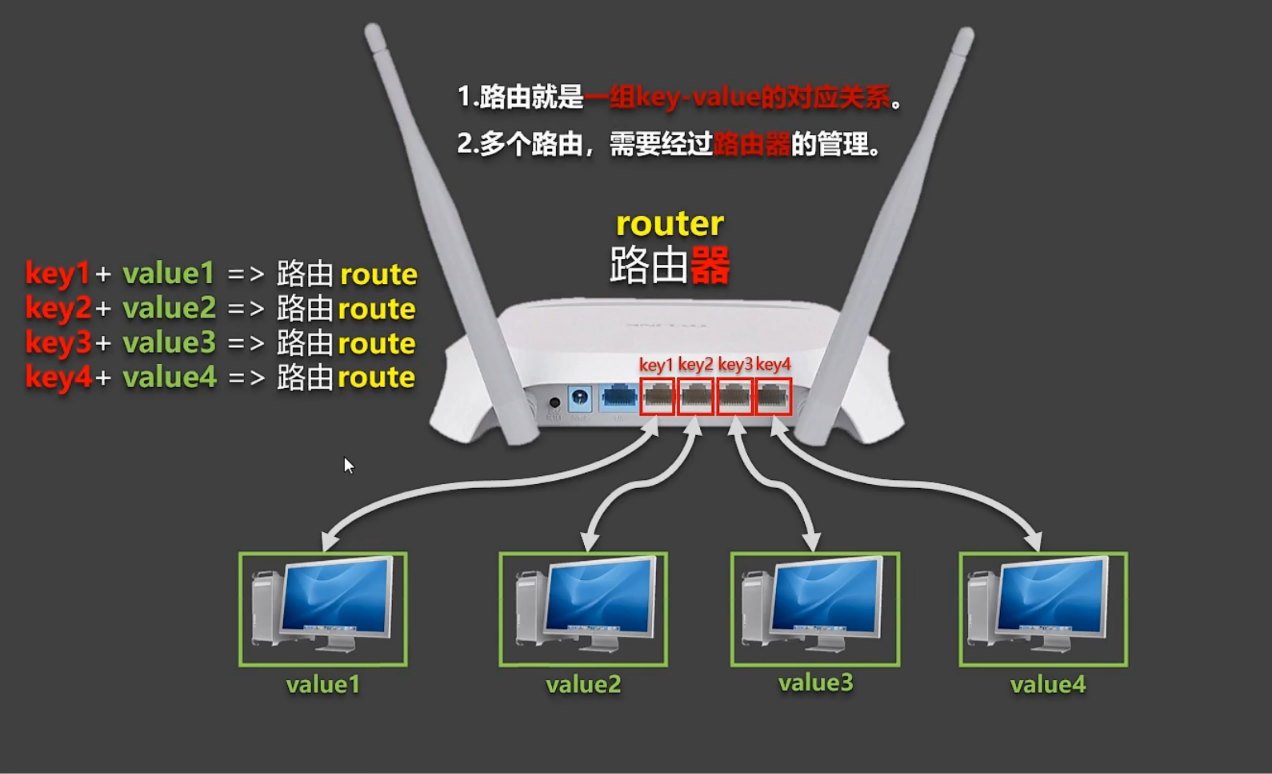 1.路由就是一组key-value的对应关系。
2.多个路由，需要经过路由器的管理。
router
路由器
key1+ value1 => 路由 route
key2+ value2 => 路由 route
key3+ value3 => 路由 route
key4+ value4 => 路由 route
TP-LINK
key1 key2 key3 key4
value1
value2
value3
value4